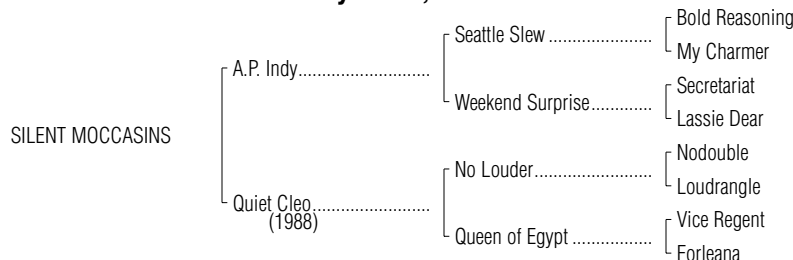 Bold Reasoning
Seattle Slew ....................
My Charmer
A.P. Indy...........................
Secretariat
Weekend Surprise............
Lassie Dear
SILENT MOCCASINS
Nodouble
No Louder.......................
Loudrangle
Quiet Cleo........................
(1988)
Vice Regent
Queen of Egypt ................
Forleana